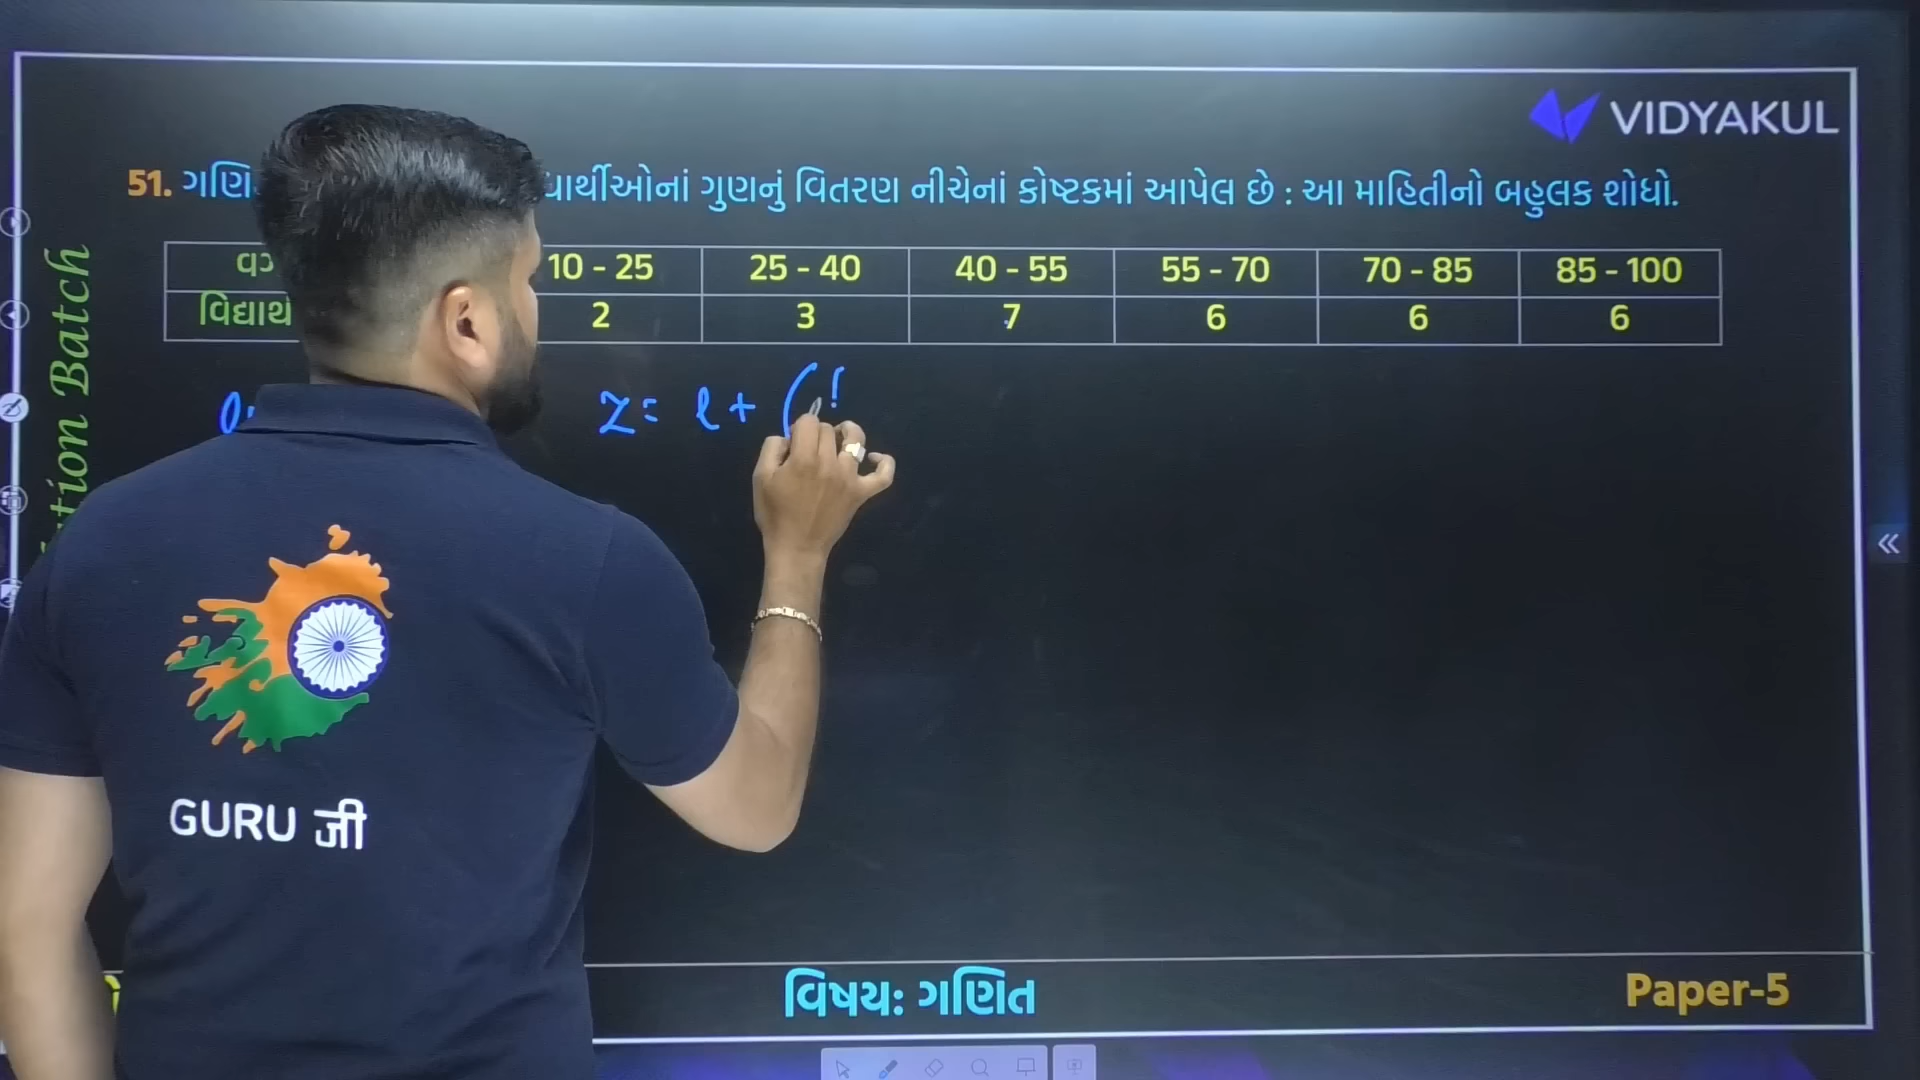 VIDYAKUL
51. ધાર્થીઓનાં ગુણનું વિતરણ નીચેનાં કોષ્ટકમાં આપેલ છે : આ માહિતીનો બહુલક શોધો.
10 - 25 25 - 40 40 - 55 55 - 70 70 - 85 85 - 100
2 3 7 6 6 6
Z = l + (
Batch
GURU जी
વિષય: ગણિત
Paper-5